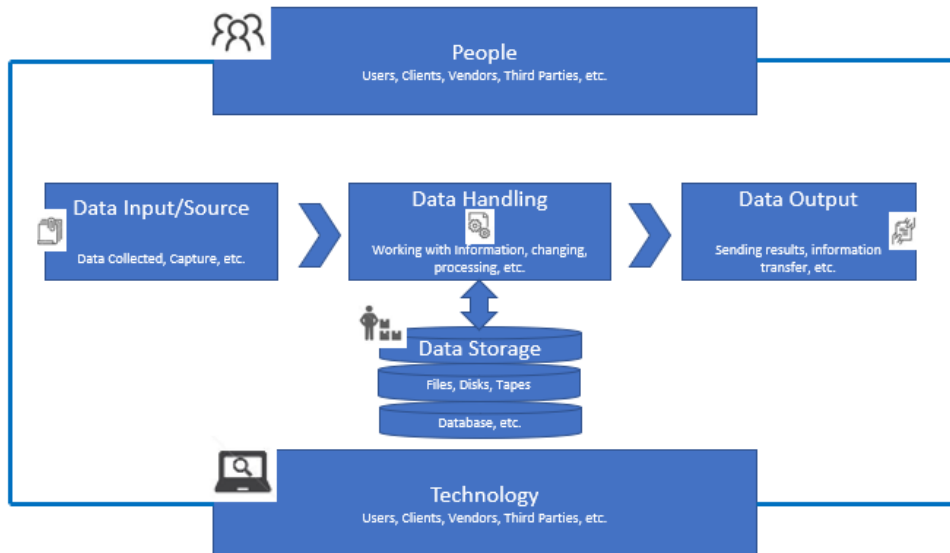 People
Users, Clients, Vendors, Third Parties, etc.
Data Input/Source
Data Collected, Capture, etc.
Data Handling
Working with Information, changing,
processing, etc.
Data Output
Sending results, information
transfer, etc.
Data Storage
Files, Disks, Tapes
Database, etc.
Technology
Users, Clients, Vendors, Third Parties, etc.